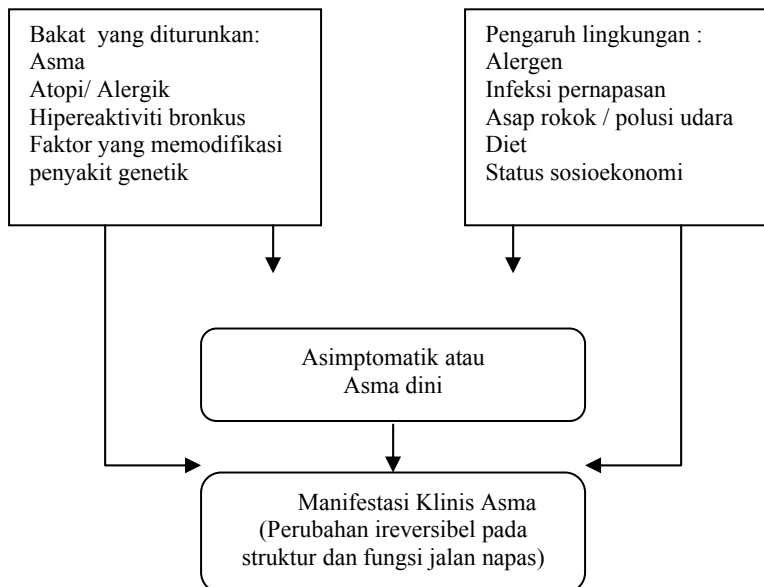 Bakat yang diturunkan:
Asma
Atopi/ Alergik
Hipereaktiviti bronkus
Faktor yang memodifikasi
penyakit genetik
Pengaruh lingkungan :
Alergen
Infeksi pernapasan
Asap rokok / polusi udara
Diet
Status sosioekonomi
Asimptomatik atau
Asma dini
Manifestasi Klinis Asma
(Perubahan ireversibel pada
struktur dan fungsi jalan napas)